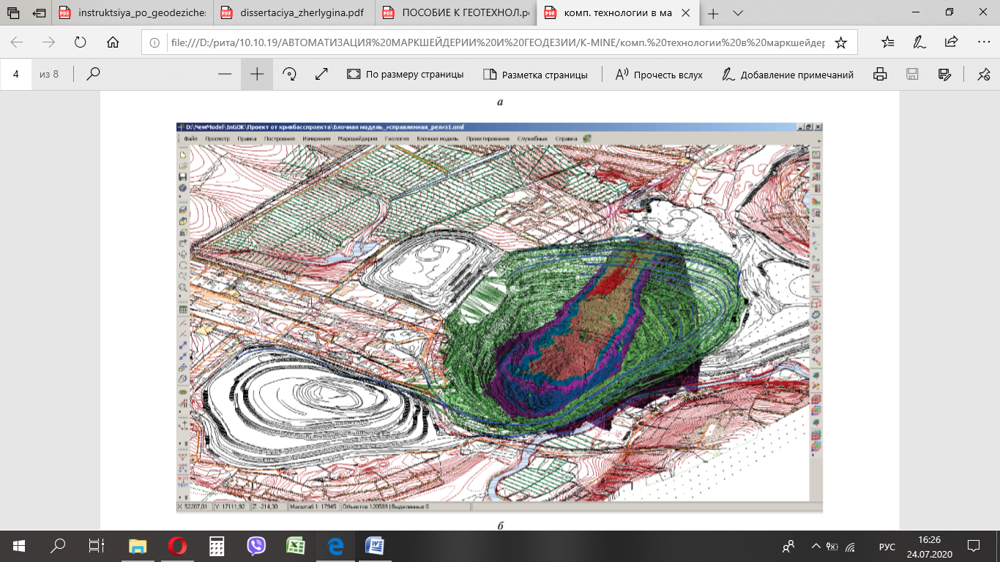 instruktsiya_po_geodeziches
dissertaciya_zherlygina.pdf
ПОСОБИЕ К ГЕОТЕХНОЛ.pd
комп. технологии в ма
file:///D:/рита/10.10.19/АВТОМАТИЗАЦИЯ%20МАРКШЕЙДЕРИИ%20И%20ГЕОДЕЗИИ/K-MINE/комп.%20технологии%20в%20маркшейдер
4 из 8
По размеру страницы
Разметка страницы
Прочесть вслух
Добавление примечаний
а
D:\NewModel\InGOK\Проект от кривбасспроекта\Блочная модель_исправленная_рел+з1.omf
Файл Просмотр Правка Построения Измерения Маркшейдерия Геология Блочная модель Проектирование Служебные Справка
TEXT
X: 52207,01 Y: 17111,92 Z: -214,30 Масштаб 1: 17945 Объектов 120589 | Выделенных 0
б
РУС
16:26
24.07.2020